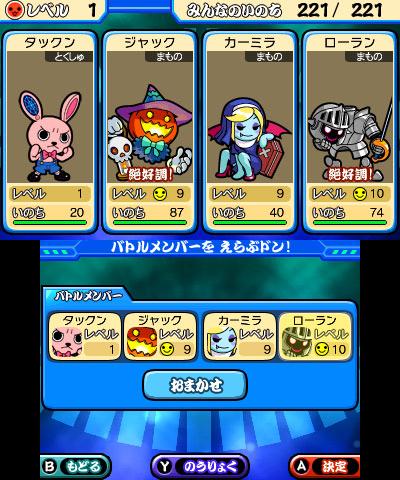 レベル 1 みんなのいのち 221/ 221
タックン ジャック カーミラ ローラン
とくしゅ まもの まもの まもの
絶好調! 絶好調!
レベル 1 レベル 9 レベル 9 レベル 10
いのち 20 いのち 87 いのち 40 いのち 74
バトルメンバーを えらぶドン!
バトルメンバー
タックン ジャック カーミラ ローラン
レベル 1 レベル 9 レベル 9 レベル 10
おまかせ
B もどる Y のうりょく A 決定